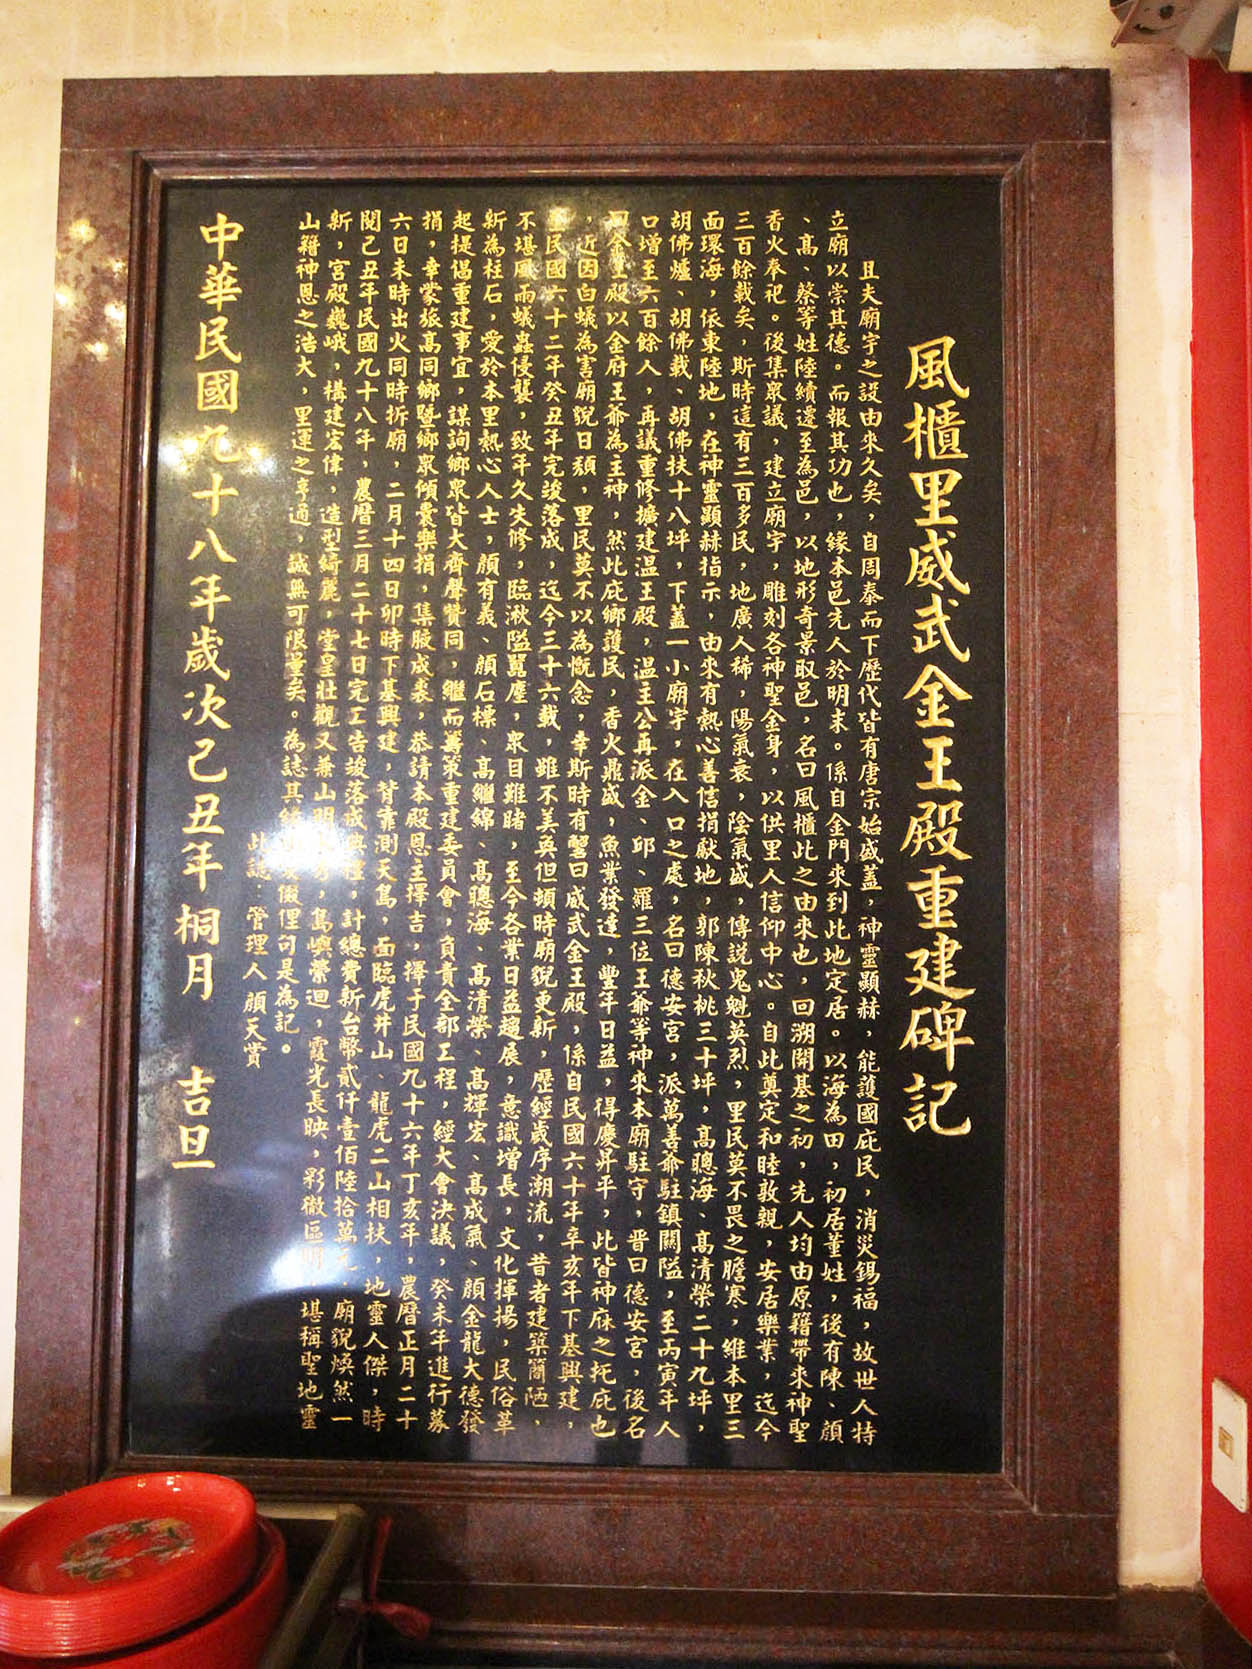 風櫃里威武金王殿重建碑記
且夫廟宇之設由來久矣，自周秦而下歷代皆有唐宗始盛蓋，神靈顯赫，能護國庇民，消災錫福，故世人特
立廟以崇其德。而報其功也，緣本邑先人於明末。係自金門來到此地定居。以海為田，初居董姓，後有陳、顏
、高、蔡等姓陸續遷至為邑，以地形奇景取邑，名曰風櫃此之由來也，回溯開基之初，先人均由原籍帶來神聖
香火奉祀。後集眾議，建立廟宇，雕刻各神聖金身，以供里人信仰中心。自此奠定和睦敦親，安居樂業，迄今
三百餘載矣，斯時這有三百多民，地廣人稀，陽氣衰，陰氣盛，傳說鬼魁英烈，里民莫不畏之膽寒，維本里三
面環海，依東陸地，在神靈顯赫指示，由來有熱心善信捐獻地，郭陳秋桃三十坪，高聰海、高清榮二十九坪，
胡佛爐、胡佛載、胡佛扶十八坪，下蓋一小廟宇，在入口之處，名曰德安宮，派萬善爺駐鎮關隘，至丙寅年人
口增至六百餘人，再議重修擴建溫王殿，溫王公再派金、邱、羅三位王爺等神來本廟駐守，晋曰德安宮，後名
曰金王殿以金府王爺為主神，然此庇鄉護民，香火鼎盛，魚業發達，豐年日益，得慶昇平，此皆神庥之托庇也
，近因白蟻為害廟貌日頹，里民莫不以為慨念，幸斯時有謦曰威武金王殿，係自民國六十年辛亥年下基興建，
至民國六十二年癸丑年完竣落成，迄今三十六載，雖不美英但頓時廟貌更新，歷經歲序潮流，昔者建築簡陋，
不堪風雨蟻蟲侵襲，致年久失修，臨湫隘囂塵，眾目雖睹，至今各業日益趨展，意識增長，文化揮揚，民俗革
新為柱石，爰於本里熱心人士，顏有義、顏石標、高繼錦、高聰海、高清榮、高輝宏、高成氣、顏金龍大德發
起提倡重建事宜，謀詢鄉眾皆大齊聲贊同，繼而籌策重建委員會，負責全部工程，經大會決議，癸未年進行募
捐，幸蒙旅高同鄉暨鄉眾傾囊樂捐，集腋成裘，恭請本殿恩主擇吉，擇于民國九十六年丁亥年，農曆正月二十
六日未時出火同時拆廟，二月十四日卯時下基興建，背靠測天島，面臨虎井山、龍虎二山相扶，地靈人傑，時
閱己丑年民國九十八年，農曆三月二十七日完工告竣落成典禮，計總費新台幣貳仟壹佰陸拾萬元，廟貌煥然一
新，宮殿巍峨，構建宏偉，造型綺麗，堂皇壯觀又兼山明，島嶼縈迴，霞光長映，彩徹區明，堪稱聖地靈
山籍神恩之浩大，里運之亨通，誠無可限量矣。為誌其綴俚句是為記。
此誌：管理人 顏天賞
中華民國九十八年歲次己丑年 桐月 吉旦